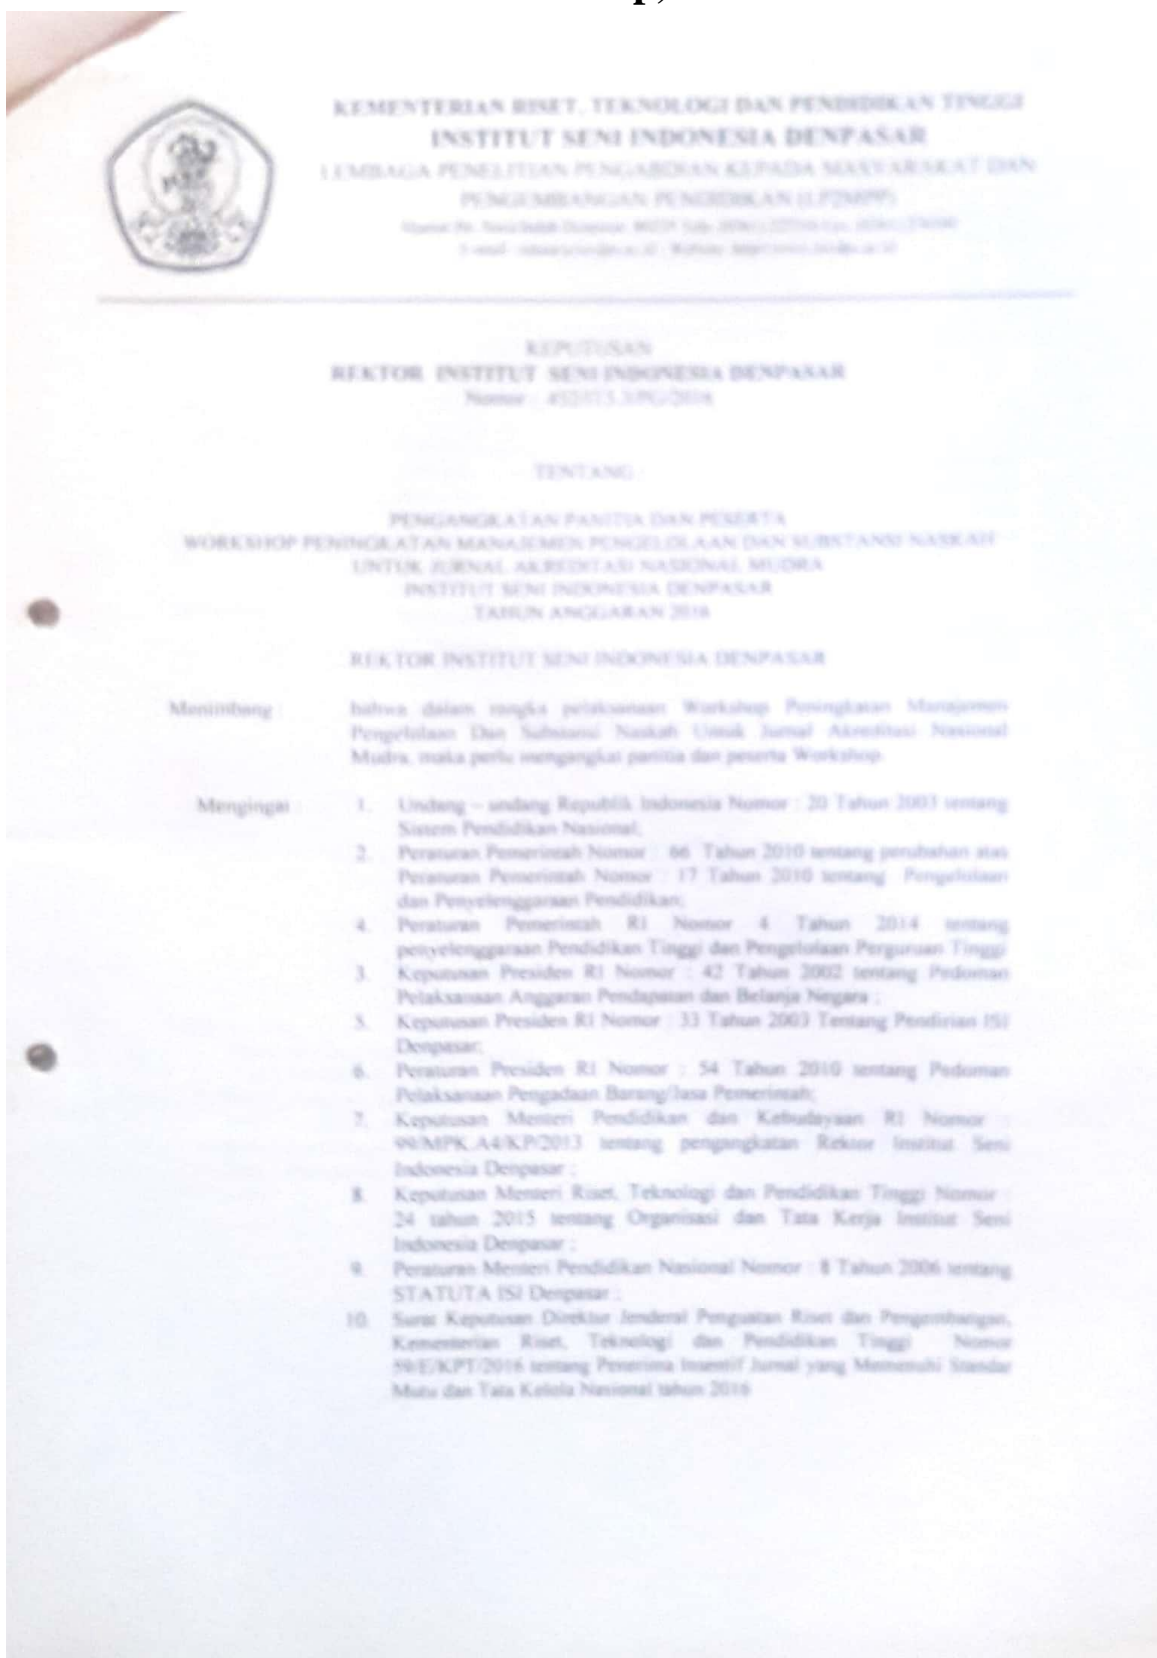 KEMENTERIAN RISET, TEKNOLOGI DAN PENDIDIKAN TINGGI
INSTITUT SENI INDONESIA DENPASAR
LEMBAGA PENELITIAN PENGABDIAN KEPADA MASYARAKAT DAN
PENGEMBANGAN PENDIDIKAN (LP2MPP)
KEPUTUSAN
REKTOR INSTITUT SENI INDONESIA DENPASAR
Nomor :
TENTANG :
PENGANGKATAN PANITIA DAN PESERTA
WORKSHOP PENINGKATAN MANAJEMEN PENGELOLAAN DAN SUBSTANSI NASKAH
UNTUK JURNAL AKREDITASI NASIONAL MUDRA
INSTITUT SENI INDONESIA DENPASAR
TAHUN ANGGARAN 2016
REKTOR INSTITUT SENI INDONESIA DENPASAR
Menimbang : bahwa dalam rangka pelaksanaan Workshop Peningkatan Manajemen
Pengelolaan Dan Substansi Naskah Untuk Jurnal Akreditasi Nasional
Mudra, maka perlu mengangkat panitia dan peserta Workshop.
Mengingat : 1. Undang – undang Republik Indonesia Nomor : 20 Tahun 2003 tentang
Sistem Pendidikan Nasional;
2. Peraturan Pemerintah Nomor : 66 Tahun 2010 tentang perubahan atas
Peraturan Pemerintah Nomor : 17 Tahun 2010 tentang Pengelolaan
dan Penyelenggaraan Pendidikan;
4. Peraturan Pemerintah RI Nomor 4 Tahun 2014 tentang
penyelenggaraan Pendidikan Tinggi dan Pengelolaan Perguruan Tinggi
3. Keputusan Presiden RI Nomor : 42 Tahun 2002 tentang Pedoman
Pelaksanaan Anggaran Pendapatan dan Belanja Negara ;
5. Keputusan Presiden RI Nomor : 33 Tahun 2003 Tentang Pendirian ISI
Denpasar;
6. Peraturan Presiden RI Nomor : 54 Tahun 2010 tentang Pedoman
Pelaksanaan Pengadaan Barang/Jasa Pemerintah;
7. Keputusan Menteri Pendidikan dan Kebudayaan RI Nomor :
99/MPK.A4/KP/2013 tentang pengangkatan Rektor Institut Seni
Indonesia Denpasar ;
8. Keputusan Menteri Riset, Teknologi dan Pendidikan Tinggi Nomor :
24 tahun 2015 tentang Organisasi dan Tata Kerja Institut Seni
Indonesia Denpasar ;
9. Peraturan Menteri Pendidikan Nasional Nomor : 8 Tahun 2006 tentang
STATUTA ISI Denpasar ;
10. Surat Keputusan Direktur Jenderal Penguatan Riset dan Pengembangan,
Kementerian Riset, Teknologi dan Pendidikan Tinggi Nomor
59/E/KPT/2016 tentang Penerima Insentif Jurnal yang Memenuhi Standar
Mutu dan Tata Kelola Nasional tahun 2016